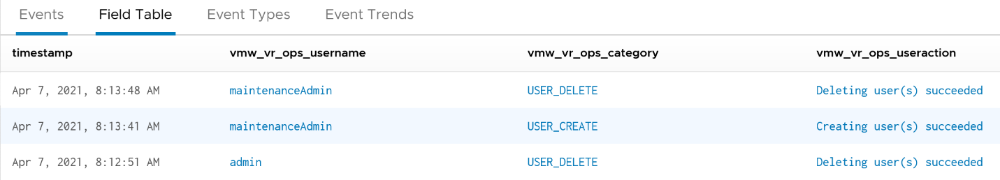 Events Field Table Event Types Event Trends
timestamp vmw_vr_ops_username vmw_vr_ops_category vmw_vr_ops_useraction
Apr 7, 2021, 8:13:48 AM maintenanceAdmin USER_DELETE Deleting user(s) succeeded
Apr 7, 2021, 8:13:41 AM maintenanceAdmin USER_CREATE Creating user(s) succeeded
Apr 7, 2021, 8:12:51 AM admin USER_DELETE Deleting user(s) succeeded